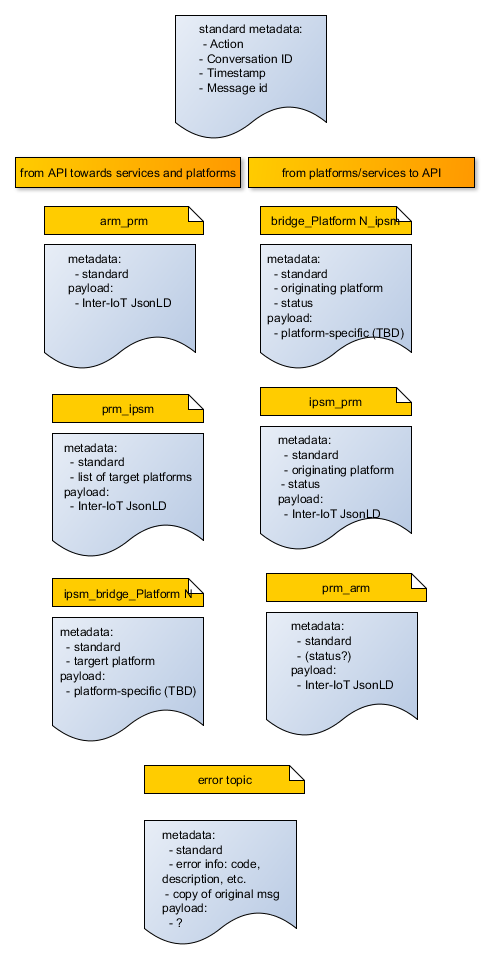 standard metadata:
- Action
- Conversation ID
- Timestamp
- Message id
from API towards services and platforms
from platforms/services to API
arm_prm
metadata:
- standard
payload:
- Inter-IoT JsonLD
bridge_Platform N_ipsm
metadata:
- standard
- originating platform
- status
payload:
- platform-specific (TBD)
prm_ipsm
metadata:
- standard
- list of target platforms
payload:
- Inter-IoT JsonLD
ipsm_prm
metadata:
- standard
- originating platform
- status
payload:
- Inter-IoT JsonLD
ipsm_bridge_Platform N
metadata:
- standard
- targert platform
payload:
- platform-specific (TBD)
prm_arm
metadata:
- standard
- (status?)
payload:
- Inter-IoT JsonLD
error topic
metadata:
- standard
- error info: code,
description, etc.
- copy of original msg
payload:
- ?